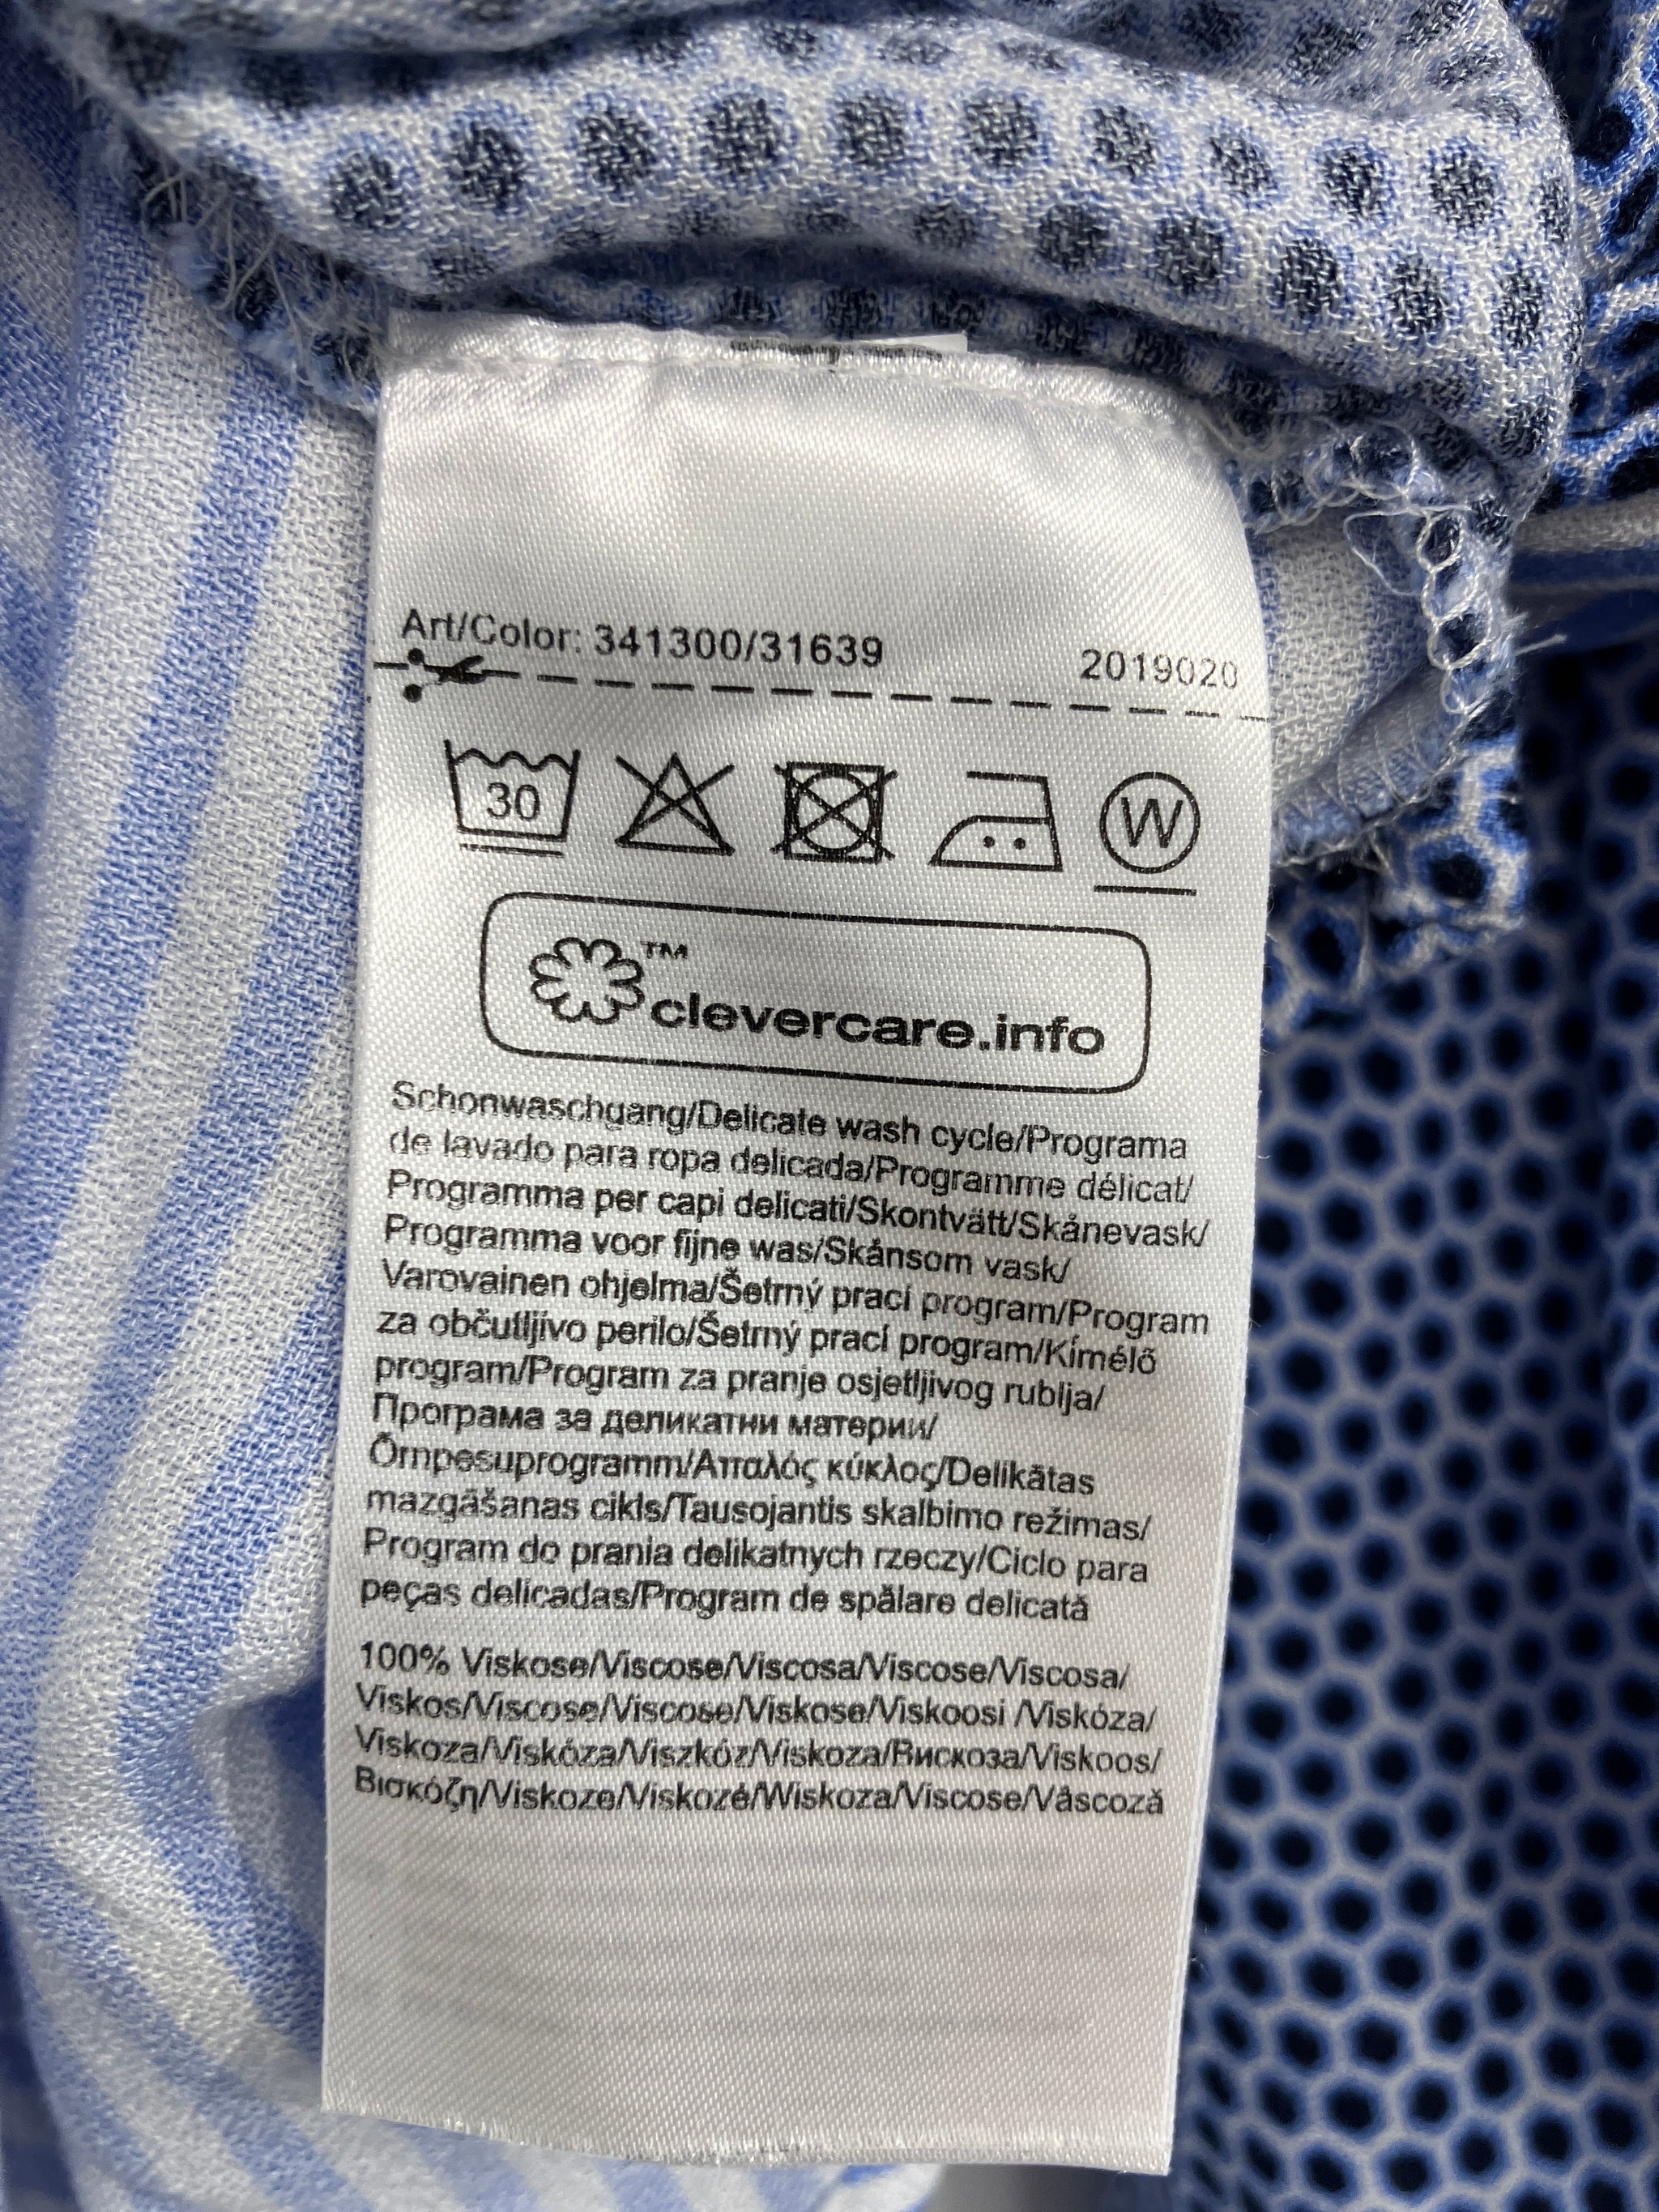 Art/Color: 341300/31639 2019020
30 W
™
clevercare.info
Schonwaschgang/Delicate wash cycle/Programa
de lavado para ropa delicada/Programme délicat/
Programma per capi delicati/Skontvätt/Skånevask/
Programma voor fijne was/Skånsom vask/
Varovainen ohjelma/Šetrný prací program/Program
za občutljivo perilo/Šetrný prací program/Kímélő
program/Program za pranje osjetljivog rublja/
Програма за деликатни материи/
Õrnpesuprogramm/Απαλός κύκλος/Delikātas
mazgāšanas cikls/Tausojantis skalbimo režimas/
Program do prania delikatnych rzeczy/Ciclo para
peças delicadas/Program de spălare delicată
100% Viskose/Viscose/Viscosa/Viscose/Viscosa/
Viskos/Viscose/Viscose/Viskose/Viskoosi /Viskóza/
Viskoza/Viskóza/Viszkóz/Viskoza/Вискоза/Viskoos/
Βισκόζη/Viskoze/Viskozė/Wiskoza/Viscose/Vâscoză